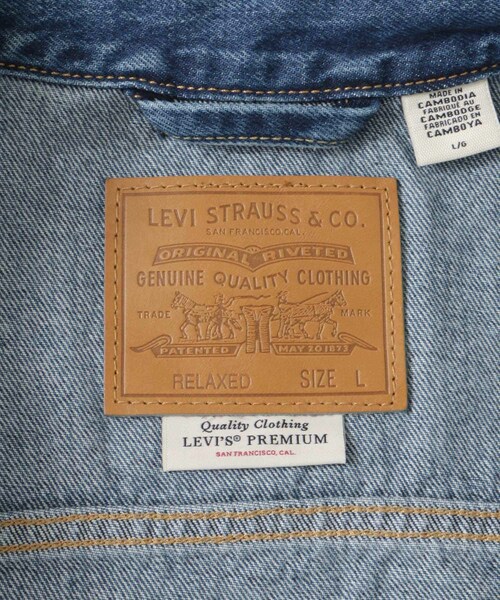 MADE IN
CAMBODIA
FABRIQUÉ AU
CAMBODGE
FABRICADO EN
CAMBOYA
L/G
LEVI STRAUSS & CO.
SAN FRANCISCO, CAL.
ORIGINAL RIVETED
GENUINE QUALITY CLOTHING
TRADE MARK
PATENTED MAY 20 1873
RELAXED SIZE L
Quality Clothing
LEVI'S® PREMIUM
SAN FRANCISCO, CAL.